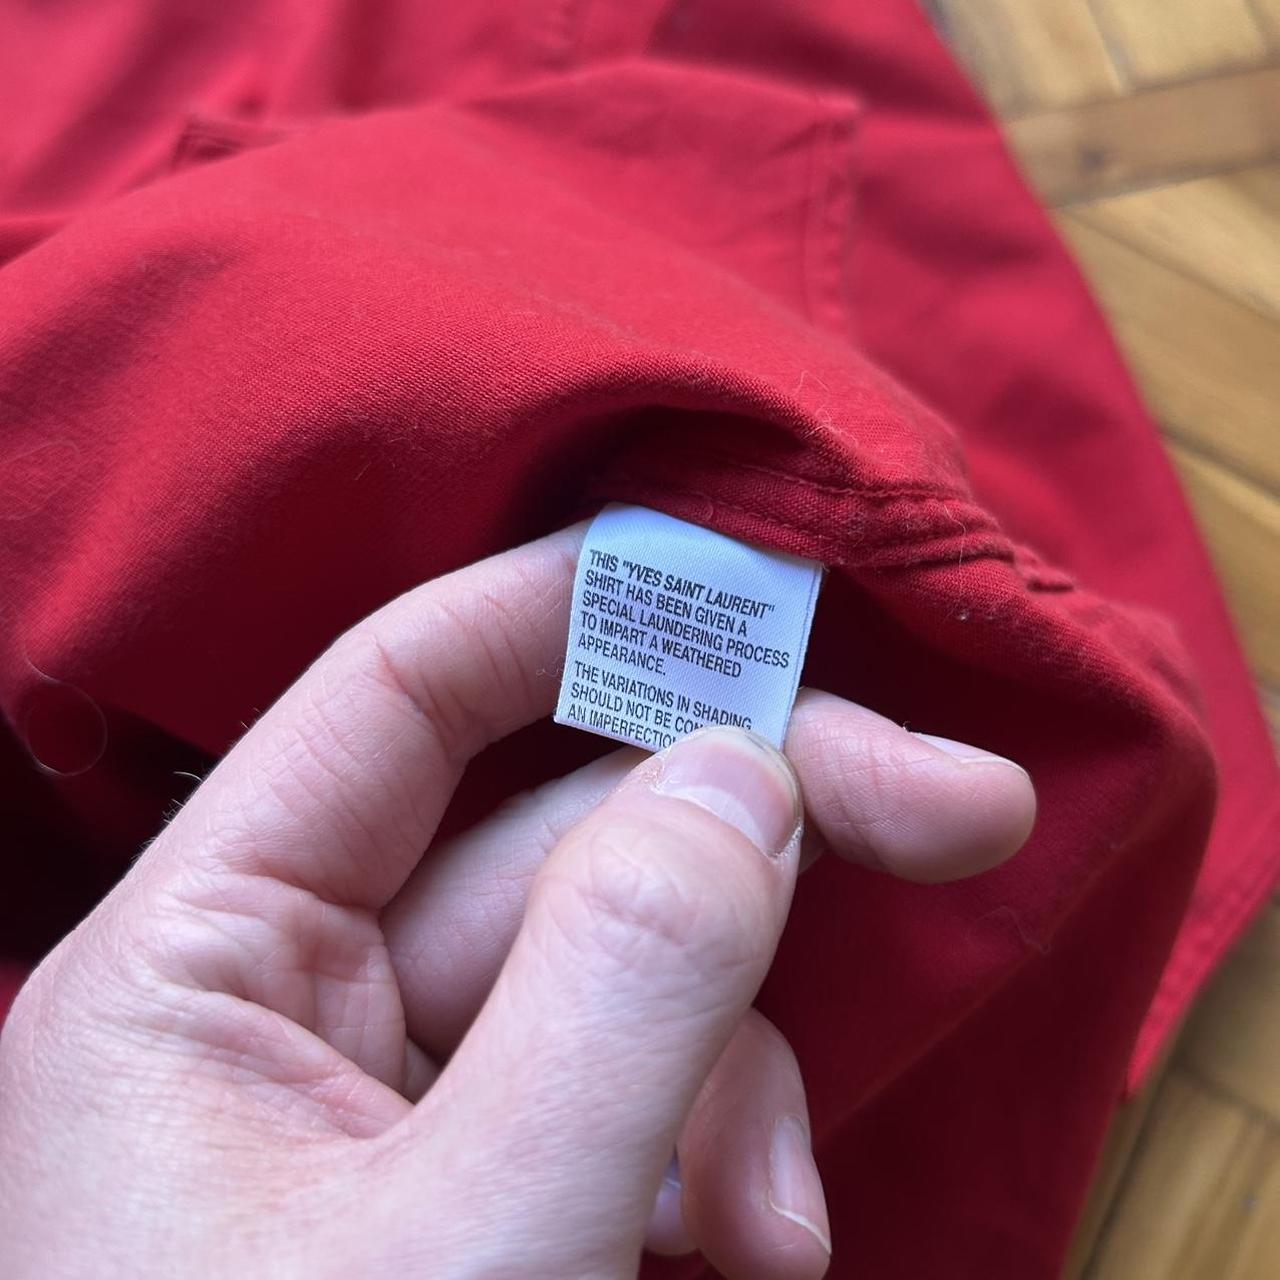 THIS "YVES SAINT LAURENT"
SHIRT HAS BEEN GIVEN A
SPECIAL LAUNDERING PROCESS
TO IMPART A WEATHERED
APPEARANCE.
THE VARIATIONS IN SHADING
SHOULD NOT BE
AN